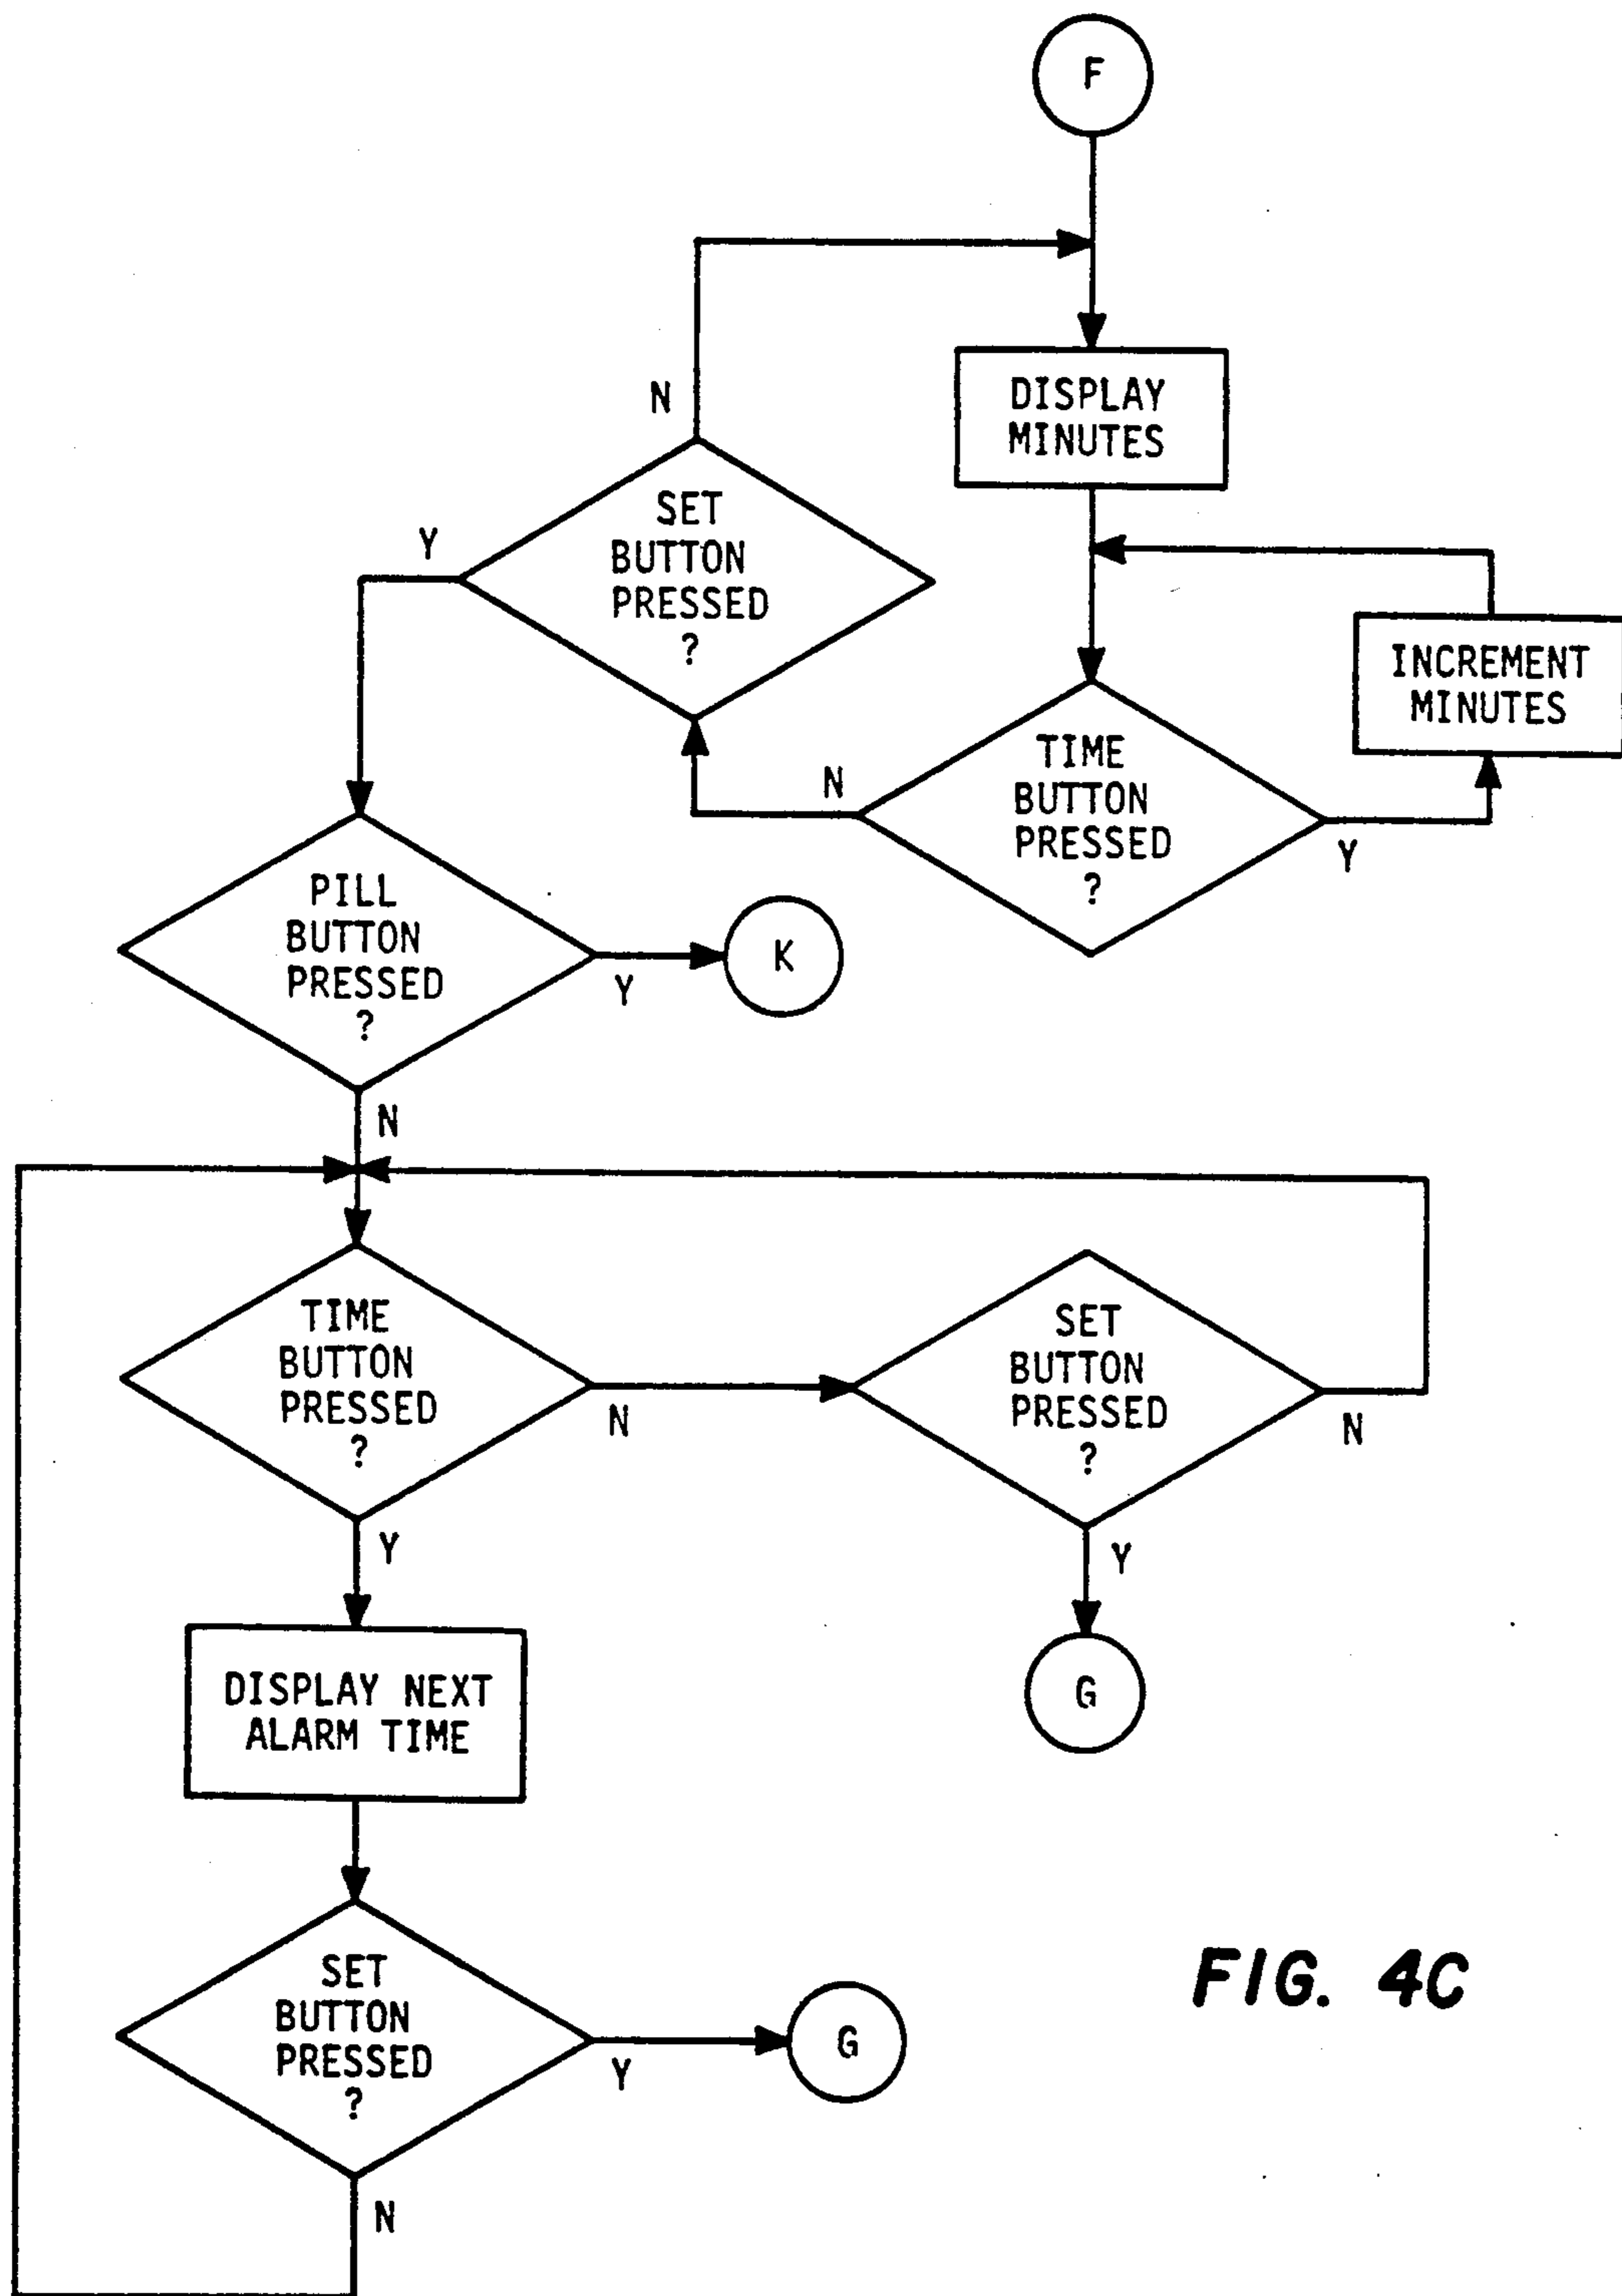 F
DISPLAY
MINUTES
N
SET
BUTTON
PRESSED
?
Y
INCREMENT
MINUTES
TIME
BUTTON
PRESSED
?
N
Y
PILL
BUTTON
PRESSED
?
Y
K
N
TIME
BUTTON
PRESSED
?
N
SET
BUTTON
PRESSED
?
N
Y
Y
G
DISPLAY NEXT
ALARM TIME
SET
BUTTON
PRESSED
?
Y
G
N
FIG. 4C